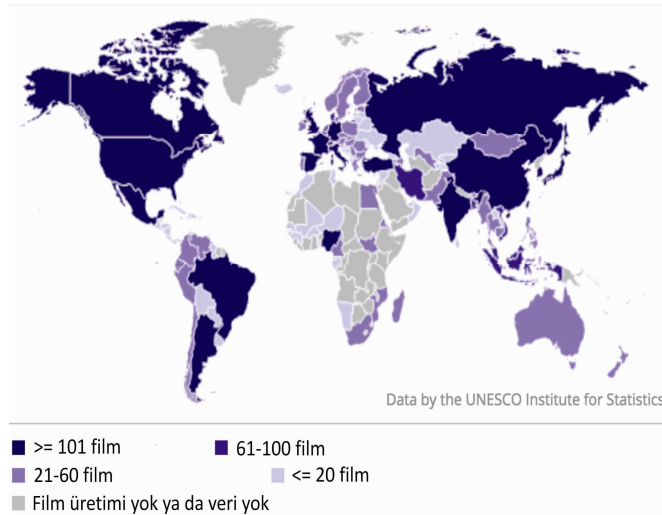 Data by the UNESCO Institute for Statistics
>= 101 film 61-100 film
21-60 film <= 20 film
Film üretimi yok ya da veri yok